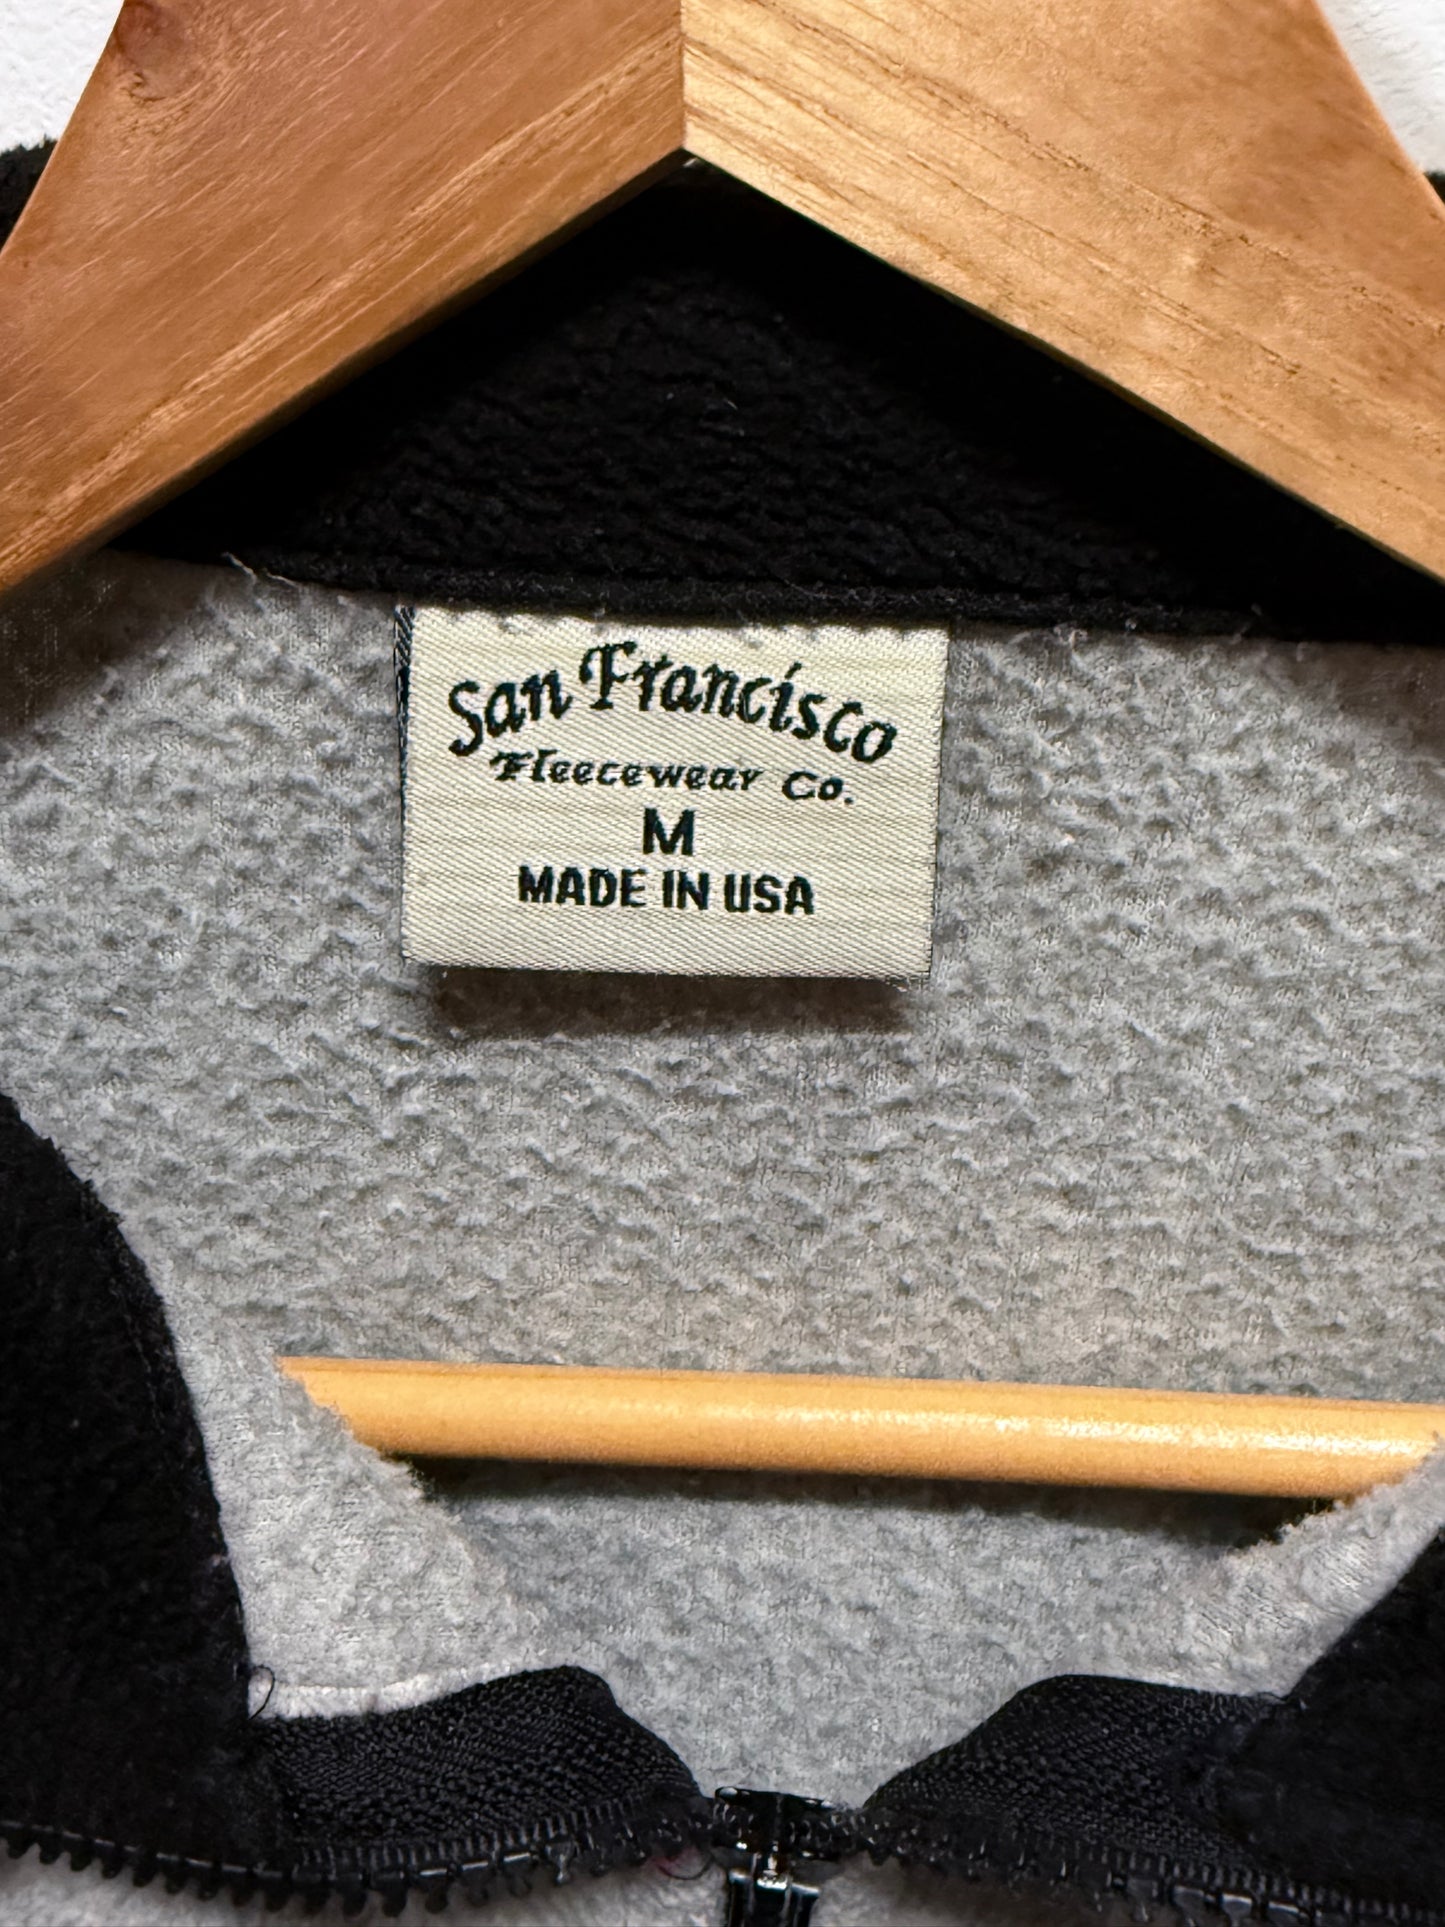 San Francisco
Fleecewear Co.
M
MADE IN USA